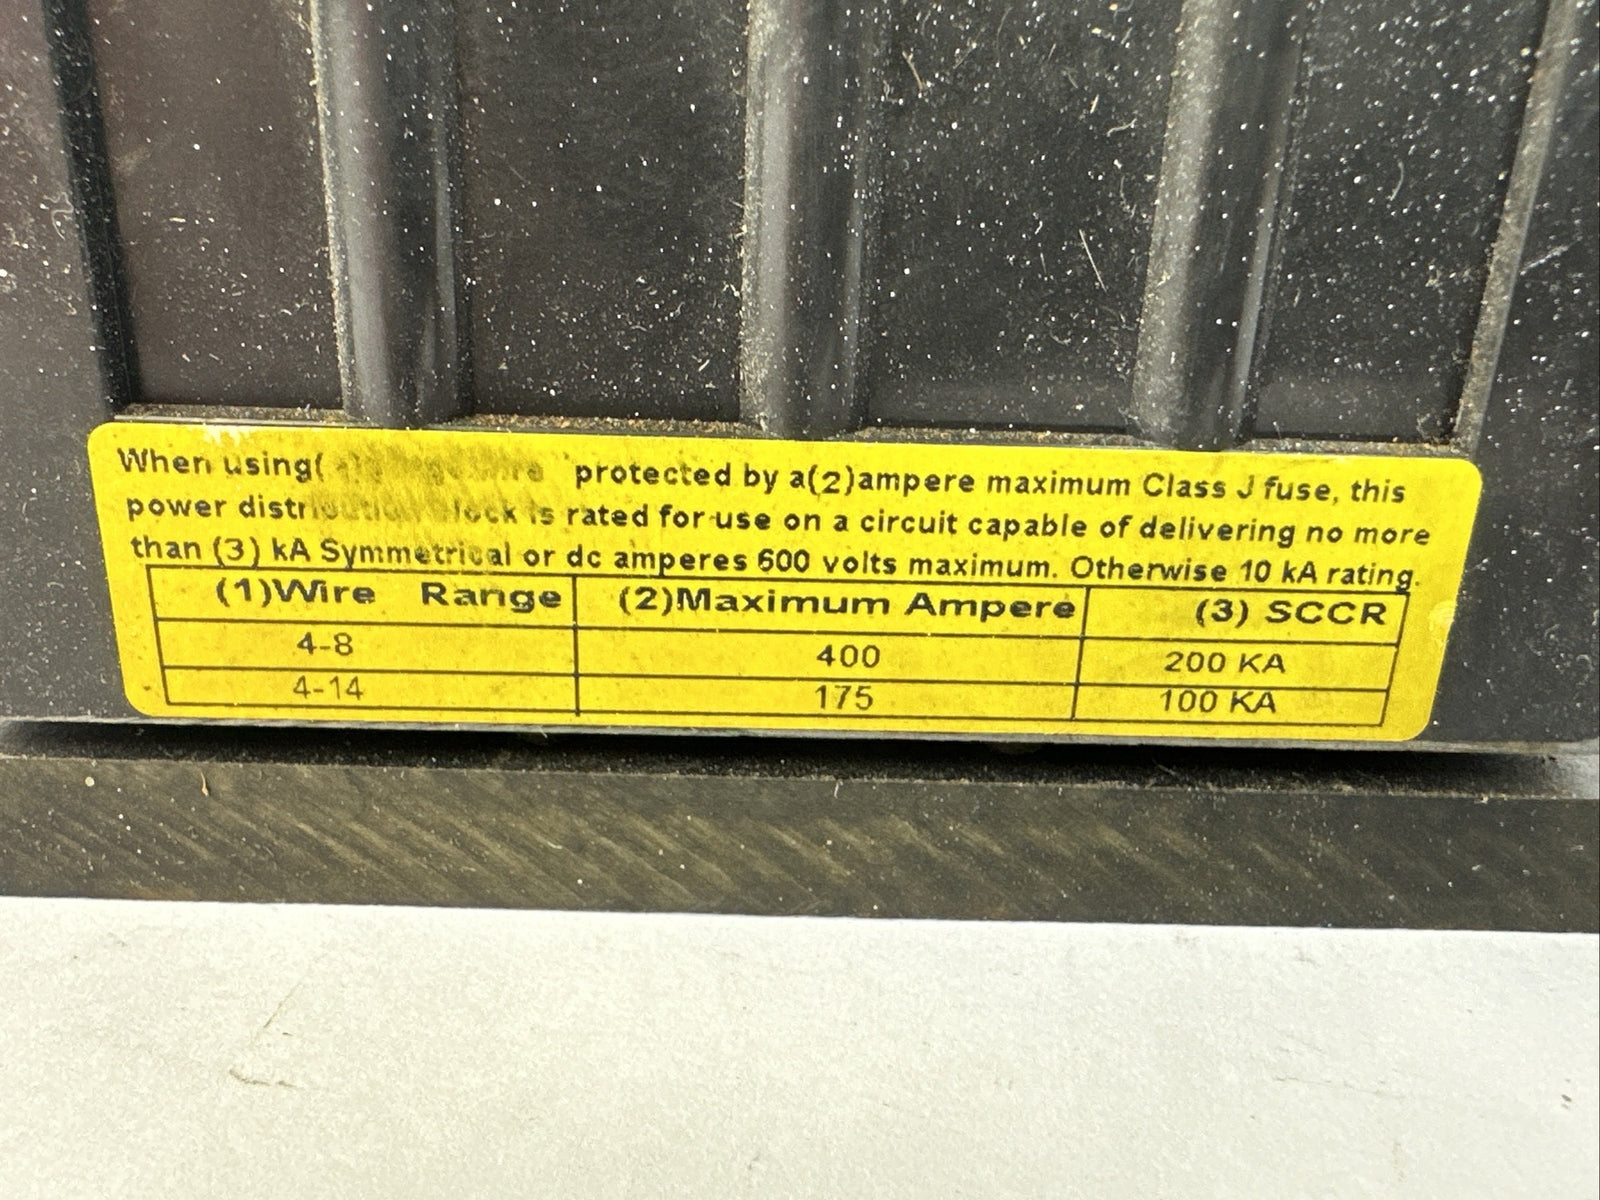 When using( protected by a(2)ampere maximum Class J fuse, this
power distribution block is rated for use on a circuit capable of delivering no more
than (3) kA Symmetrical or dc amperes 600 volts maximum. Otherwise 10 kA rating.
(1)Wire Range (2)Maximum Ampere (3) SCCR
4-8 400 200 KA
4-14 175 100 KA